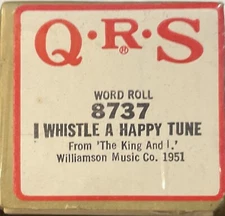 Q·R·S
®
WORD ROLL
8737
I WHISTLE A HAPPY TUNE
From 'The King And I.'
Williamson Music Co. 1951